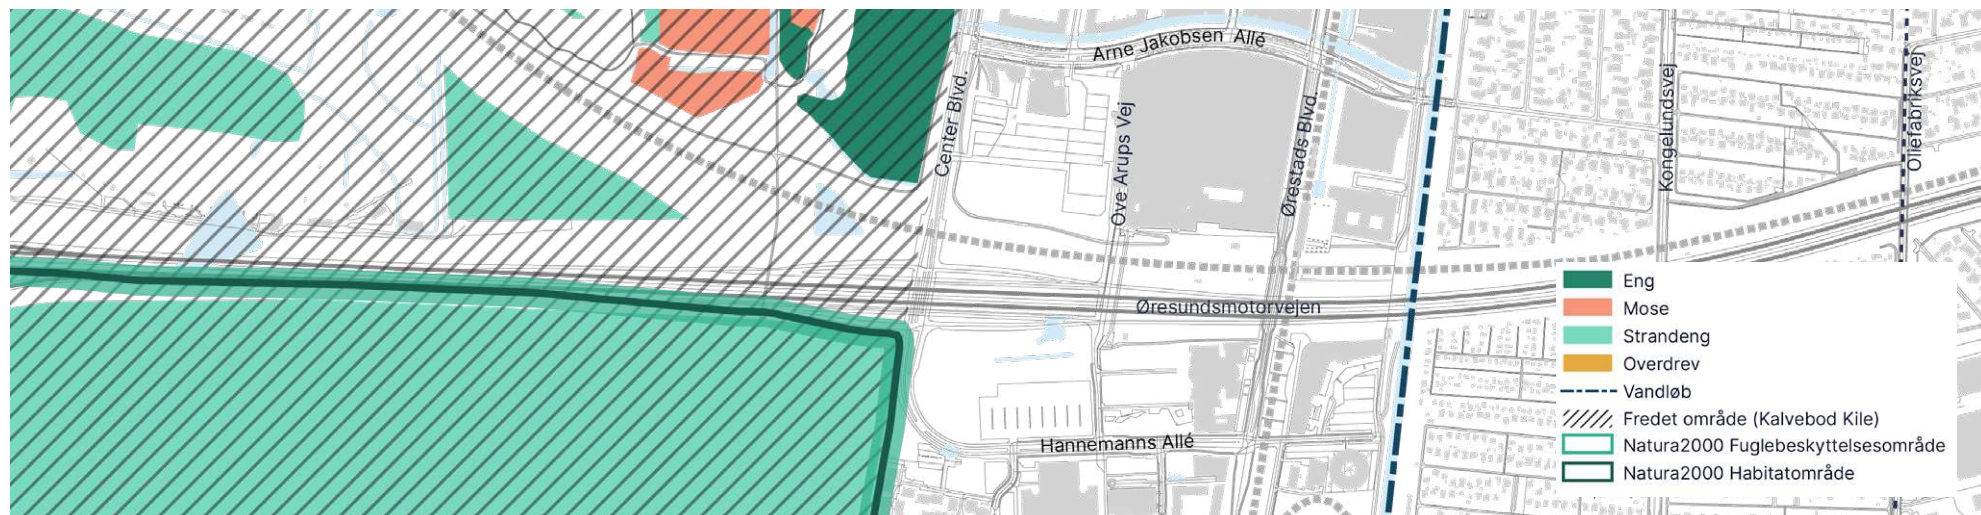 Arne Jakobsen Allé
Center Blvd.
Ove Arups Vej
Ørestads Blvd.
Kongelundsvej
Oliefabriksvej
Øresundsmotorvejen
Hannemanns Allé
Eng
Mose
Strandeng
Overdrev
Vandløb
Fredet område (Kalvebod Kile)
Natura2000 Fuglebeskyttelsesområde
Natura2000 Habitatområde